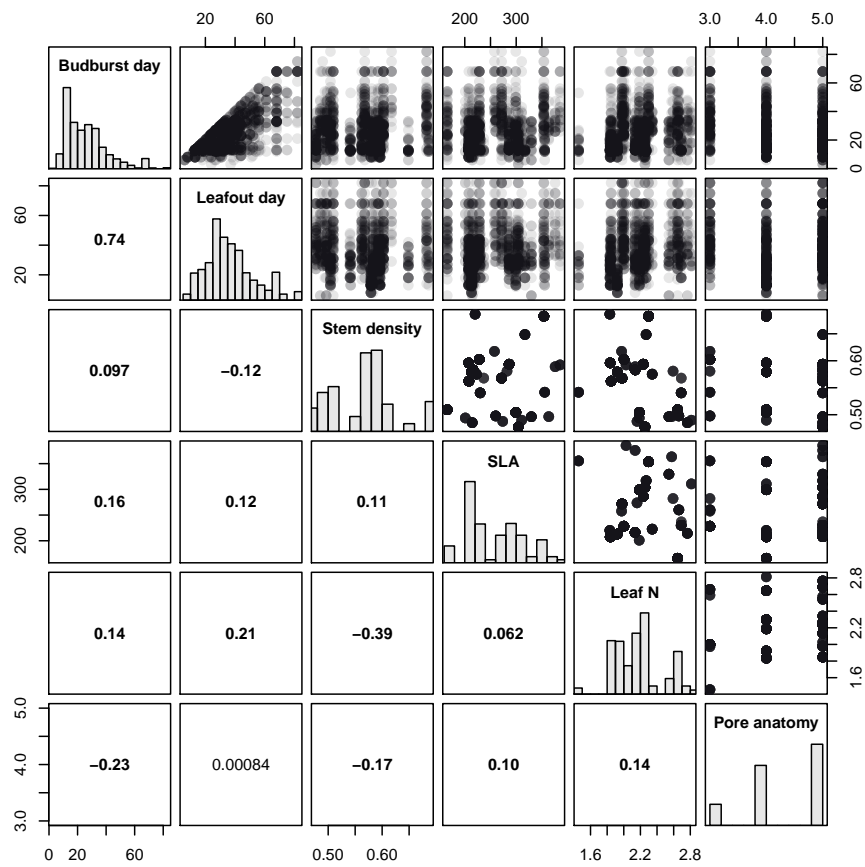 20 60
200 300
3.0 4.0 5.0
Budburst day
0 20 60
Leafout day
20 60
0.74
Stem density
0.50 0.60
0.097
−0.12
SLA
200 300
0.16
0.12
0.11
Leaf N
1.6 2.2 2.8
0.14
0.21
−0.39
0.062
Pore anatomy
3.0 4.0 5.0
−0.23
0.00084
−0.17
0.10
0.14
0 20 60
0.50 0.60
1.6 2.2 2.8